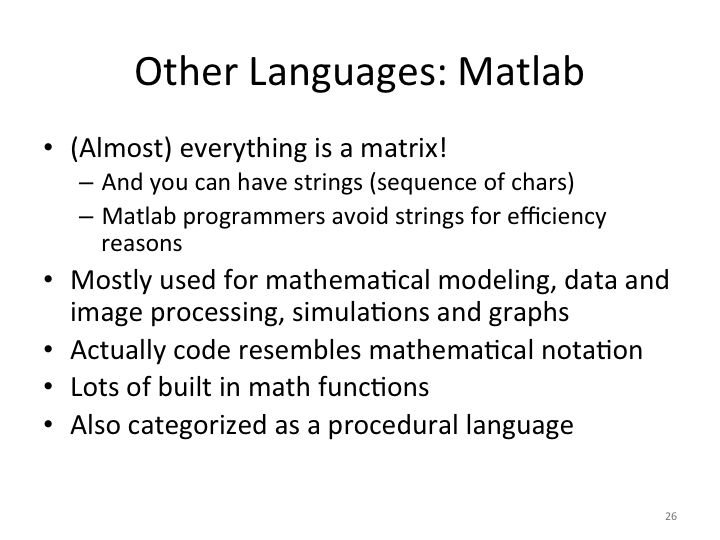 Other Languages: Matlab
• (Almost) everything is a matrix!
– And you can have strings (sequence of chars)
– Matlab programmers avoid strings for efficiency
reasons
• Mostly used for mathematical modeling, data and
image processing, simulations and graphs
• Actually code resembles mathematical notation
• Lots of built in math functions
• Also categorized as a procedural language
26